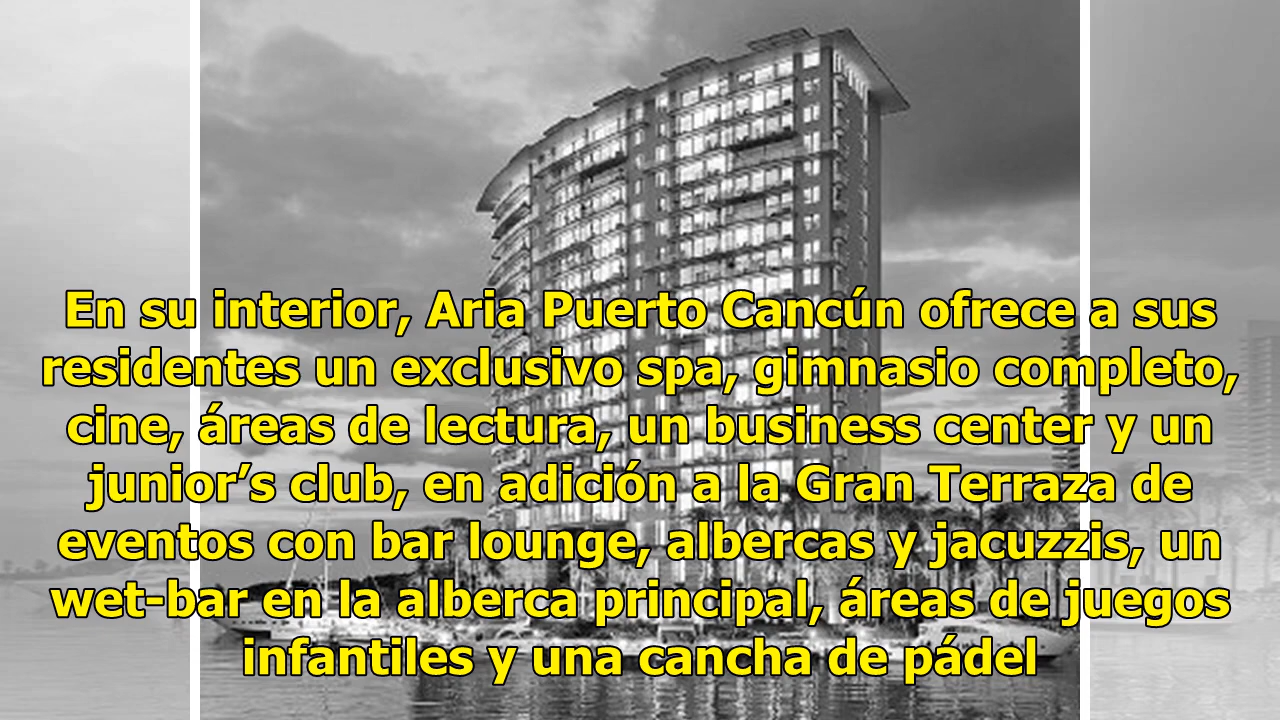 En su interior, Aria Puerto Cancún ofrece a sus
residentes un exclusivo spa, gimnasio completo,
cine, áreas de lectura, un business center y un
junior’s club, en adición a la Gran Terraza de
eventos con bar lounge, albercas y jacuzzis, un
wet-bar en la alberca principal, áreas de juegos
infantiles y una cancha de pádel